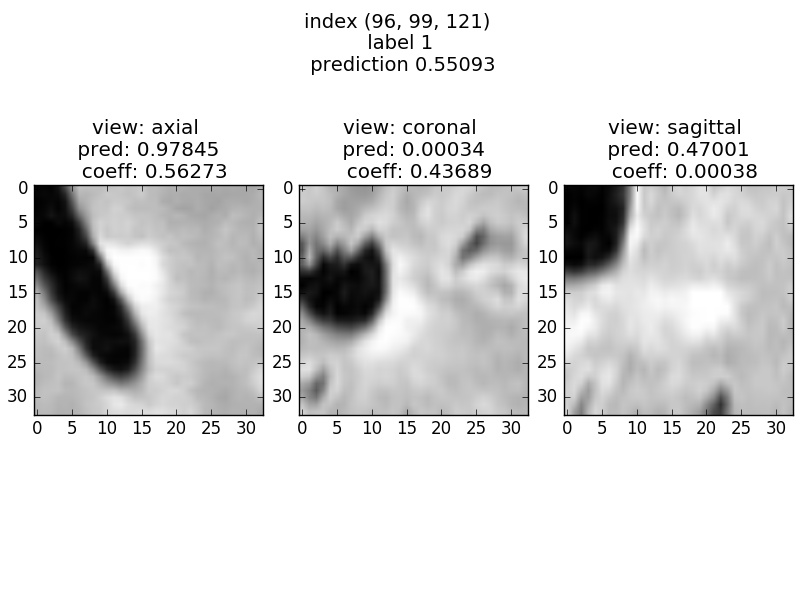 index (96, 99, 121)
label 1
prediction 0.55093
view: axial
pred: 0.97845
coeff: 0.56273
view: coronal
pred: 0.00034
coeff: 0.43689
view: sagittal
pred: 0.47001
coeff: 0.00038
0
5
10
15
20
25
30
0 5 10 15 20 25 30
0
5
10
15
20
25
30
0 5 10 15 20 25 30
0
5
10
15
20
25
30
0 5 10 15 20 25 30